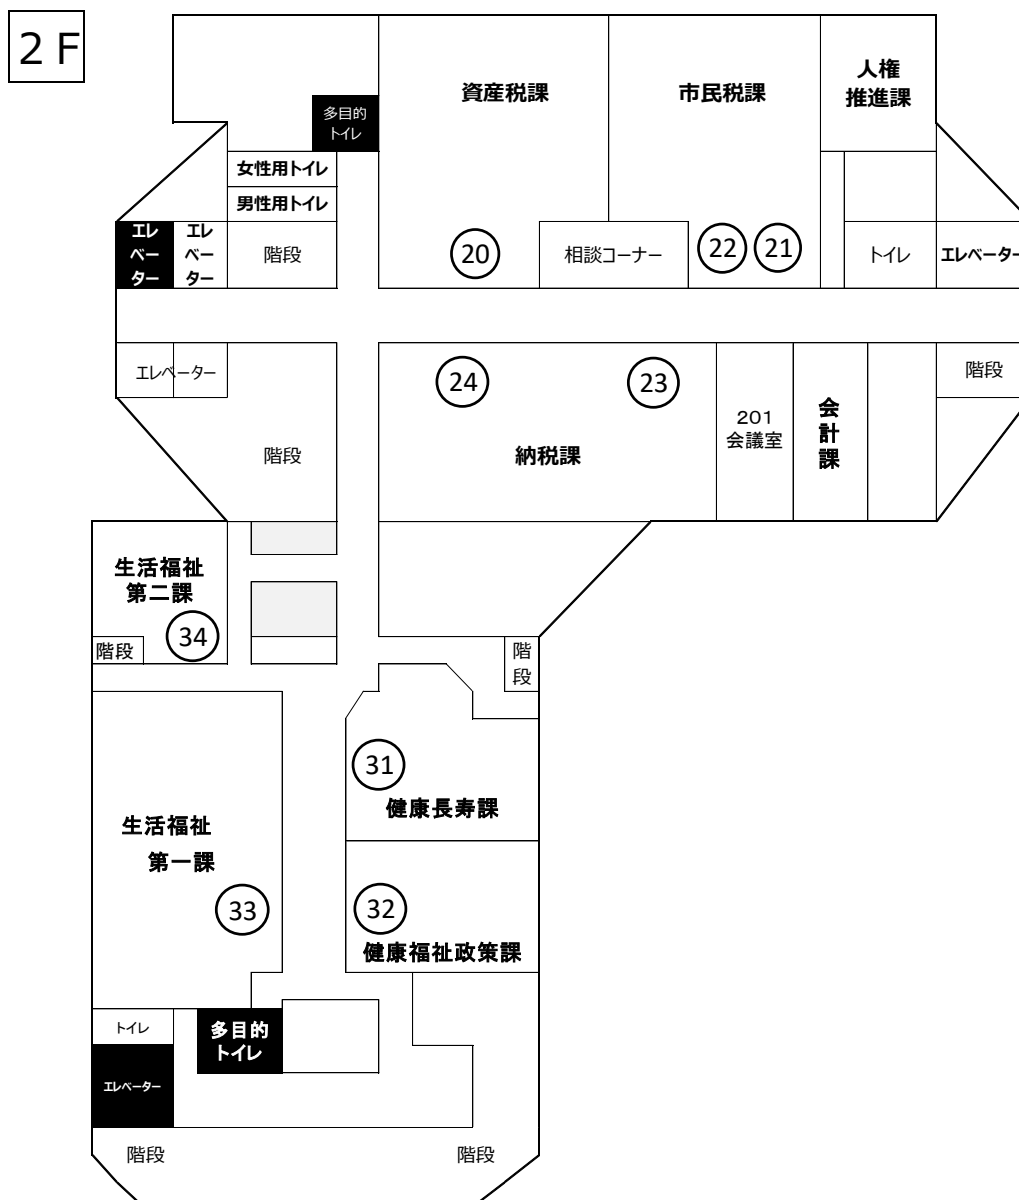 2F
資産税課
市民税課
人権
推進課
多目的
トイレ
女性用トイレ
男性用トイレ
エレ
ベー
ター
エレ
ベー
ター
階段
20
相談コーナー
22
21
トイレ
エレベーター
エレベーター
階段
24
23
納税課
201
会議室
会
計
課
階段
生活福祉
第二課
34
階段
階
段
31
健康長寿課
生活福祉
第一課
33
32
健康福祉政策課
トイレ
多目的
トイレ
エレベーター
階段
階段